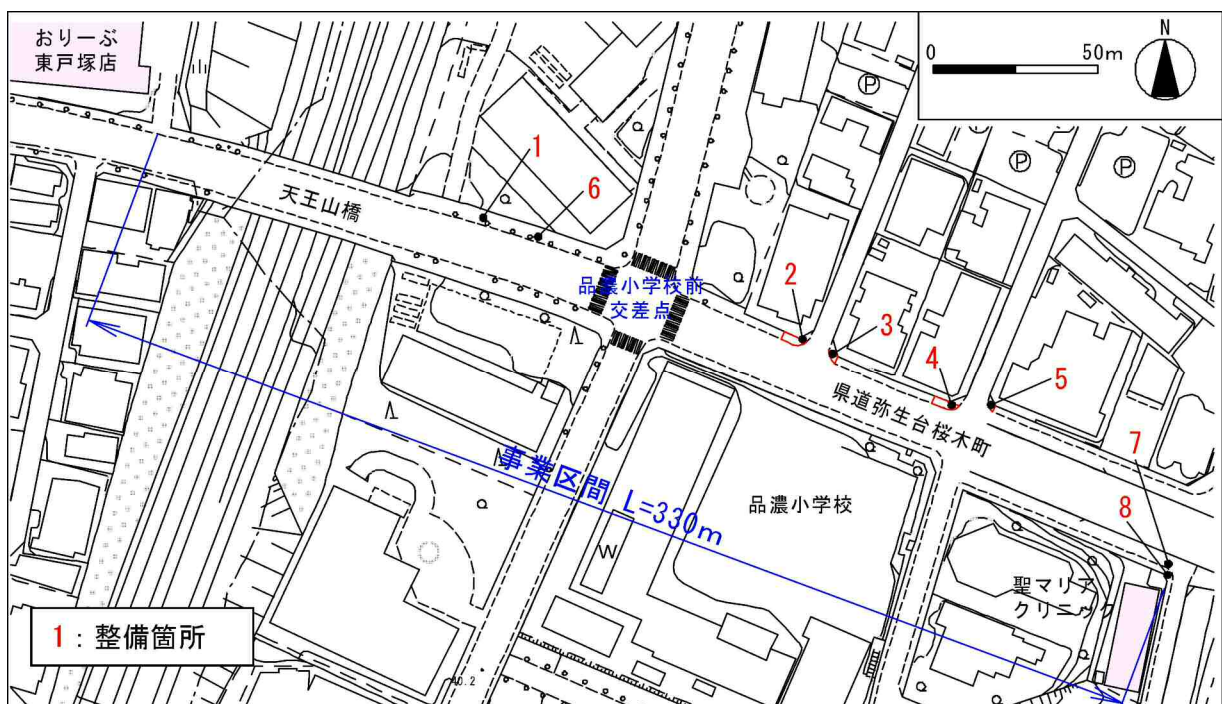 おりーぶ
東戸塚店
0 50m
N
P
P
P
1
6
天王山橋
品濃小学校前
交差点
2
3
4
5
県道弥生台桜木町
7
8
事業区間 L=330m
品濃小学校
W
聖マリア
クリニック
1：整備箇所
40.2